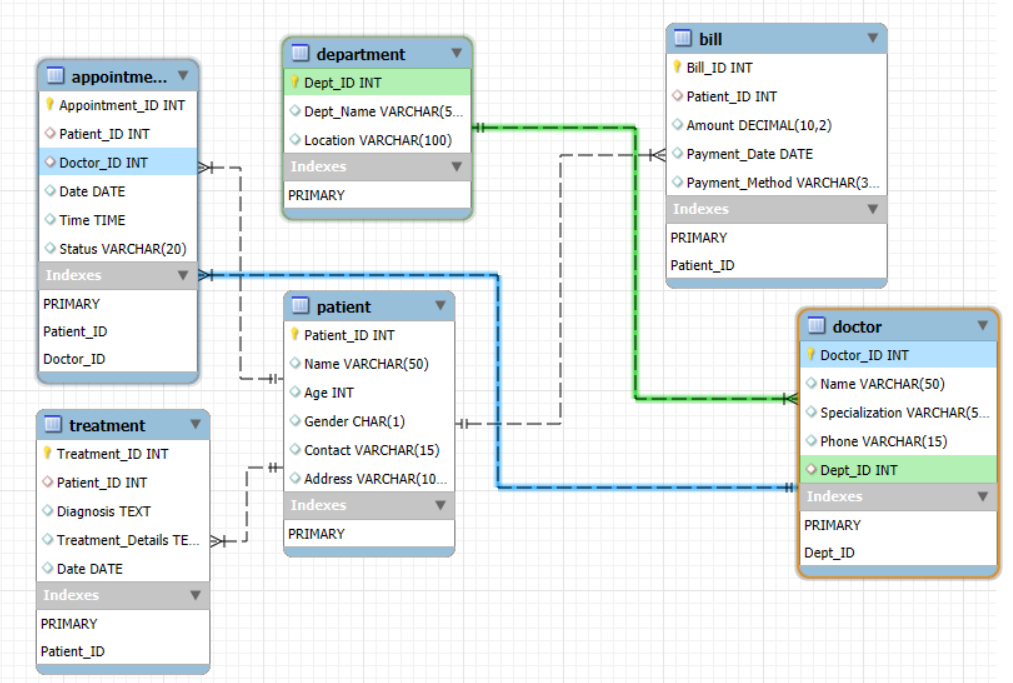 appointme...
Appointment_ID INT
Patient_ID INT
Doctor_ID INT
Date DATE
Time TIME
Status VARCHAR(20)
Indexes
PRIMARY
Patient_ID
Doctor_ID
department
Dept_ID INT
Dept_Name VARCHAR(5...
Location VARCHAR(100)
Indexes
PRIMARY
bill
Bill_ID INT
Patient_ID INT
Amount DECIMAL(10,2)
Payment_Date DATE
Payment_Method VARCHAR(3...
Indexes
PRIMARY
Patient_ID
patient
Patient_ID INT
Name VARCHAR(50)
Age INT
Gender CHAR(1)
Contact VARCHAR(15)
Address VARCHAR(10...
Indexes
PRIMARY
doctor
Doctor_ID INT
Name VARCHAR(50)
Specialization VARCHAR(5...
Phone VARCHAR(15)
Dept_ID INT
Indexes
PRIMARY
Dept_ID
treatment
Treatment_ID INT
Patient_ID INT
Diagnosis TEXT
Treatment_Details TE...
Date DATE
Indexes
PRIMARY
Patient_ID